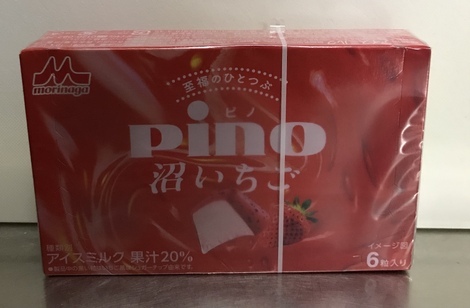 morinaga
至福のひとつぶ
ピノ
pino
沼いちご
種類別
アイスミルク 果汁20%
イメージ図
6粒入り